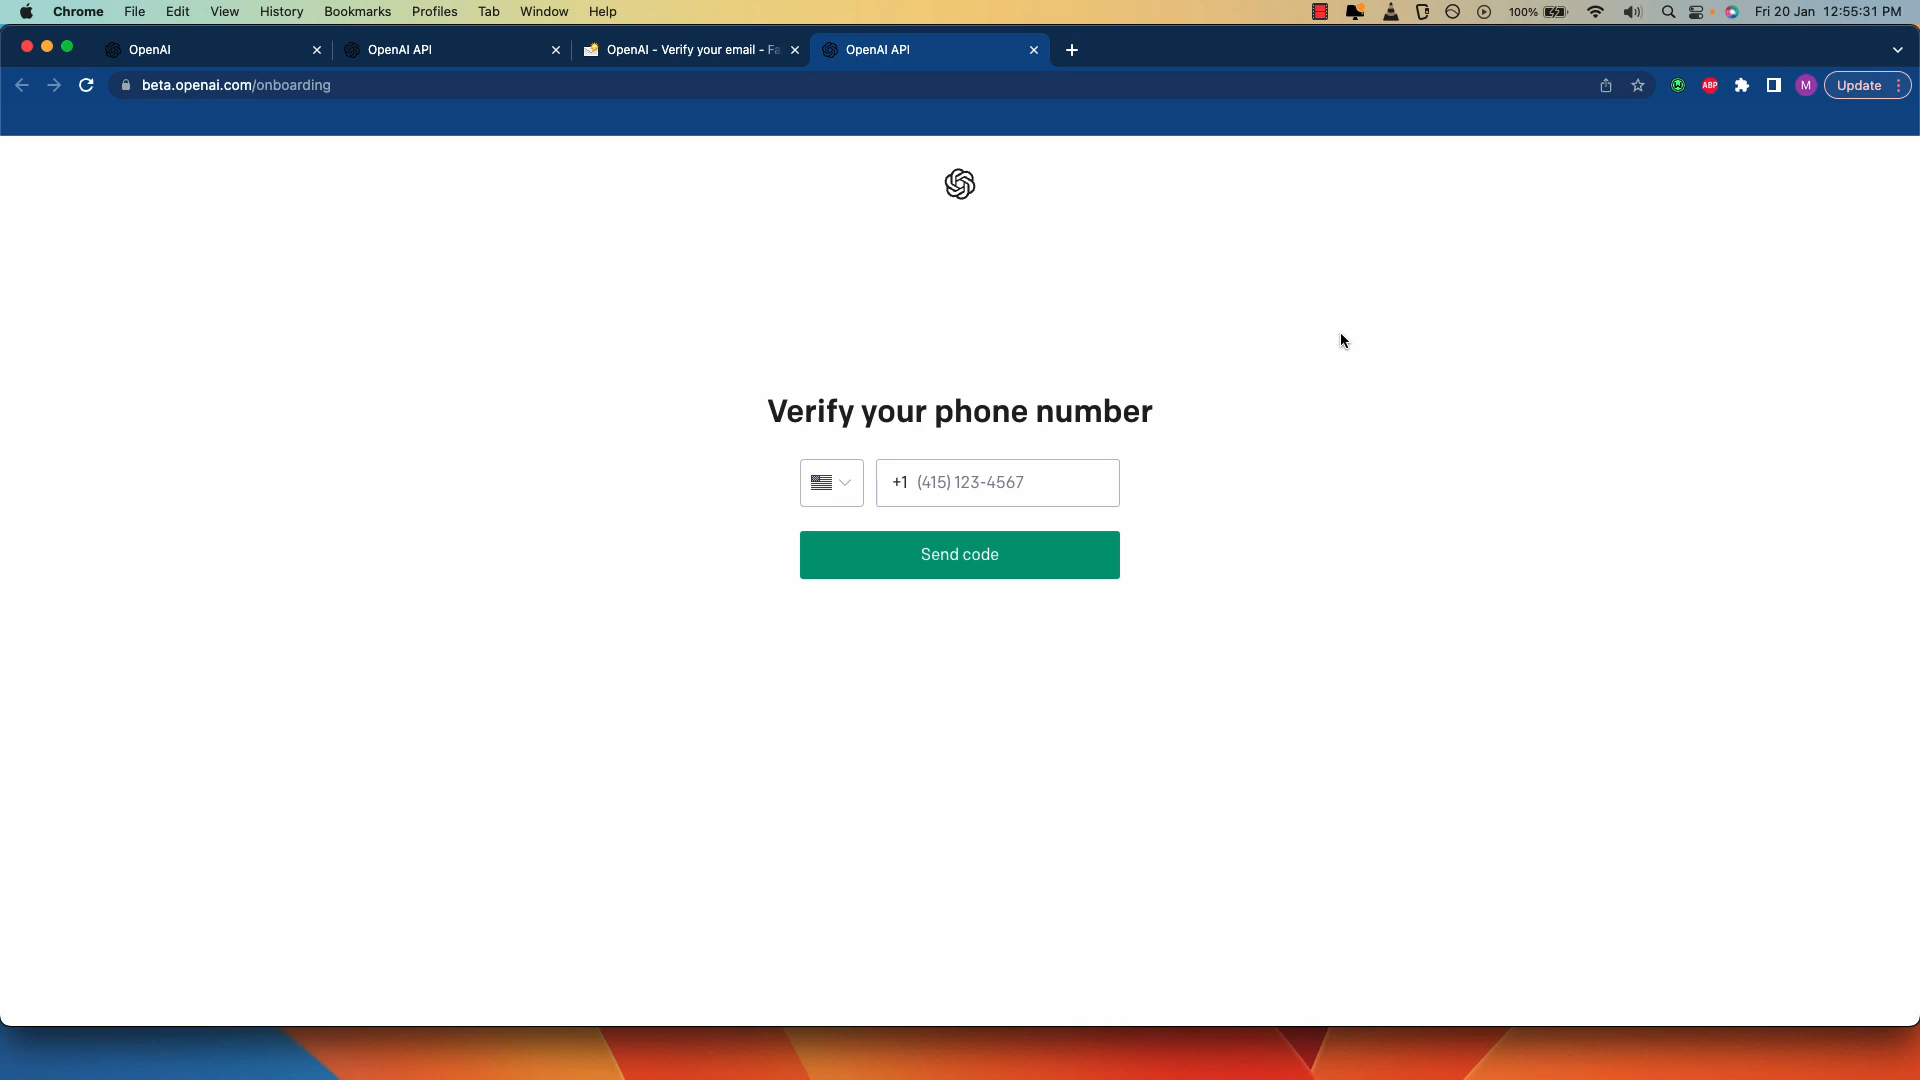 Chrome File Edit View History Bookmarks Profiles Tab Window Help 100% Fri 20 Jan 12:55:31 PM
OpenAI OpenAI API OpenAI - Verify your email - Fa OpenAI API
beta.openai.com/onboarding ABP M Update
Verify your phone number
+1 (415) 123-4567
Send code